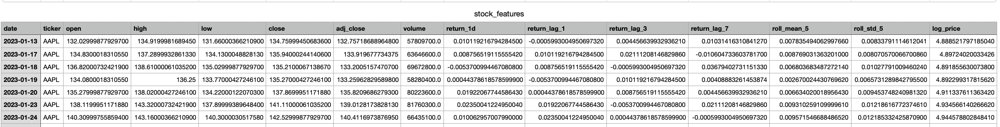 stock_features
date ticker open high low close adj_close volume return_1d return_lag_1 return_lag_3 return_lag_7 roll_mean_5 roll_std_5 log_price
2023-01-13 AAPL 132.02999877929700 134.9199981689450 131.66000366210900 134.75999450683600 132.75718688964800 57809700.0 0.010119216794284500 -0.0005993004950697320 0.004456639932936210 0.01031416310841270 0.007835494062997660 0.00833791114612041 4.888521797185040
2023-01-17 AAPL 134.8300018310550 137.2899932861330 134.1300048828130 135.94000244140600 133.919677734375 63646600.0 0.008756519115555420 0.010119216794284500 0.02111208146829860 -0.010604733603781700 0.008769031363201000 0.008070570066700860 4.89724020033426
2023-01-18 AAPL 136.82000732421900 138.61000061035200 135.02999877929700 135.2100067138670 133.2005157470700 69672800.0 -0.0053700994467080800 0.008756519115555420 -0.0005993004950697320 0.03679402731151330 0.006803683487272140 0.010277910094602​40 4.891855630073800
2023-01-19 AAPL 134.0800018310550 136.25 133.77000427246100 135.27000427246100 133.25962829589800 58280400.0 0.00044378618578599900 -0.0053700994467080800 0.010119216794284500 0.00408883261453874 0.002670024430769620 0.0065731289842795500 4.892299317815620
2023-01-20 AAPL 135.27999877929700 138.02000427246100 134.22000122070300 137.8699951171880 135.8209686279300 80223600.0 0.01922067744586430 0.00044378618578599900 0.008756519115555420 0.004456639932936210 0.006634020018956430 0.009453748240981320 4.911337611363420
2023-01-23 AAPL 138.1199951171880 143.32000732421900 137.89999389648400 141.11000061035200 139.0128173828130 81760300.0 0.02350041224950040 0.01922067744586430 -0.0053700994467080800 0.02111208146829860 0.009310259109999610 0.01218616772374610 4.934566140266620
2023-01-24 AAPL 140.30999755859400 143.16000366210900 140.3000030517580 142.52999877929700 140.4116973876950 66435100.0 0.010062957007990000 0.02350041224950040 0.00044378618578599900 -0.0005993004950697320 0.009571546688486520 0.012185332425870900 4.944578802848410